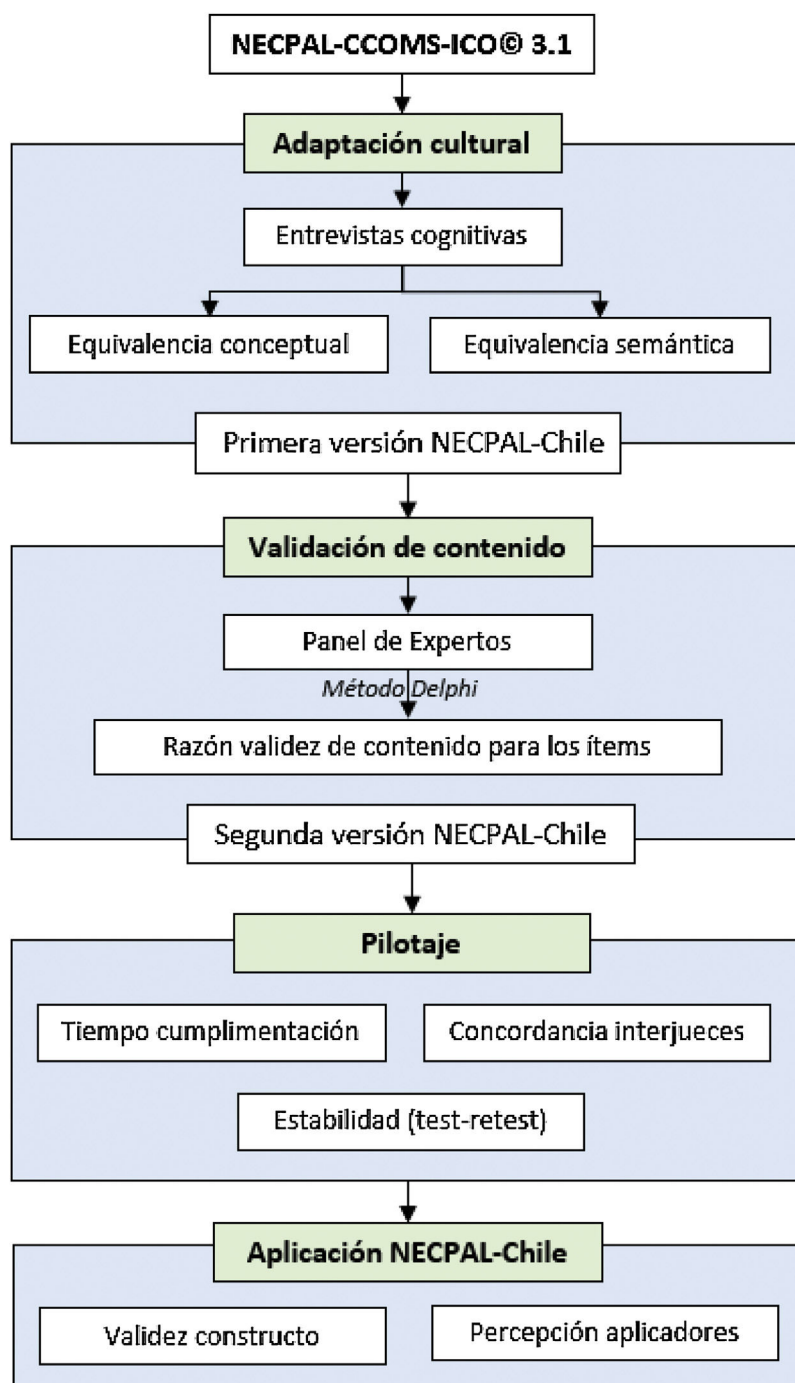 NECPAL-CCOMS-ICO© 3.1
Adaptación cultural
Entrevistas cognitivas
Equivalencia conceptual
Equivalencia semántica
Primera versión NECPAL-Chile
Validación de contenido
Panel de Expertos
Método Delphi
Razón validez de contenido para los ítems
Segunda versión NECPAL-Chile
Pilotaje
Tiempo cumplimentación
Concordancia interjueces
Estabilidad (test-retest)
Aplicación NECPAL-Chile
Validez constructo
Percepción aplicadores